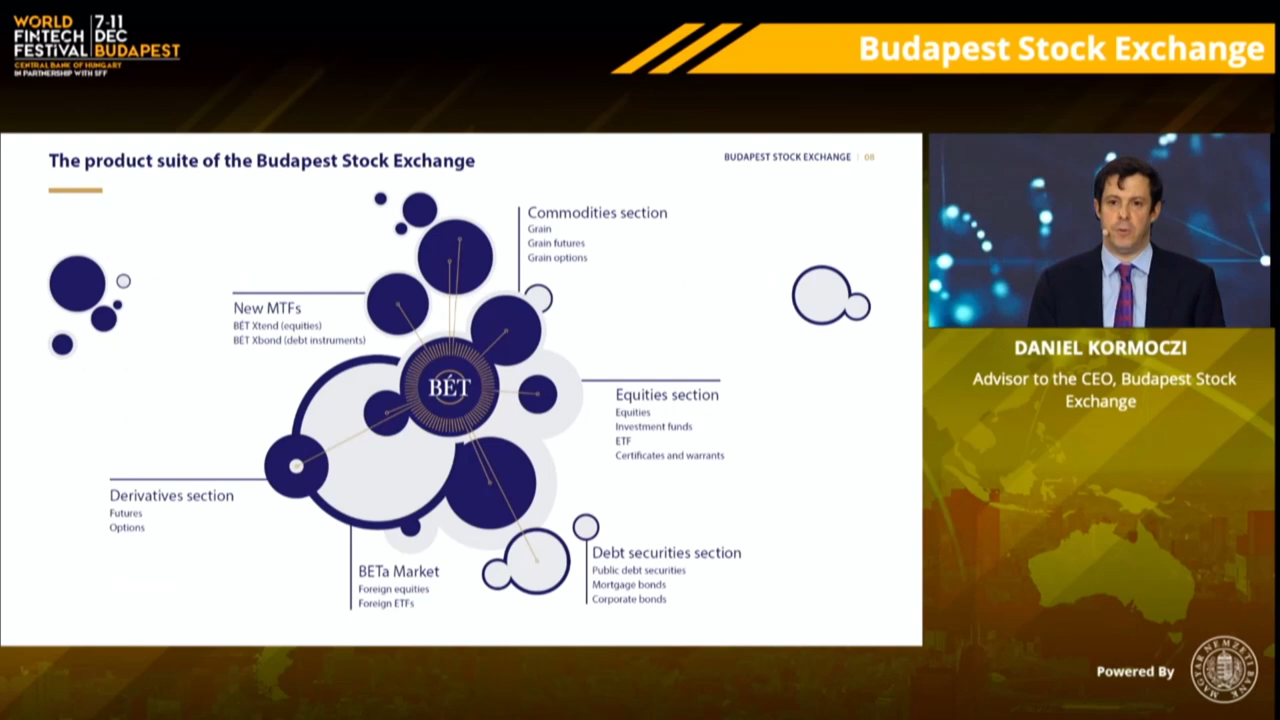 WORLD
FINTECH
FESTIVAL
7-11
DEC
BUDAPEST
CENTRAL BANK OF HUNGARY
IN PARTNERSHIP WITH SFF
Budapest Stock Exchange
The product suite of the Budapest Stock Exchange
BUDAPEST STOCK EXCHANGE | 08
Commodities section
Grain
Grain futures
Grain options
New MTFs
BÉT Xtend (equities)
BÉT Xbond (debt instruments)
BÉT
Equities section
Equities
Investment funds
ETF
Certificates and warrants
Derivatives section
Futures
Options
BETa Market
Foreign equities
Foreign ETFs
Debt securities section
Public debt securities
Mortgage bonds
Corporate bonds
DANIEL KORMOCZI
Advisor to the CEO, Budapest Stock
Exchange
Powered By
MAGYAR NEMZETI BANK